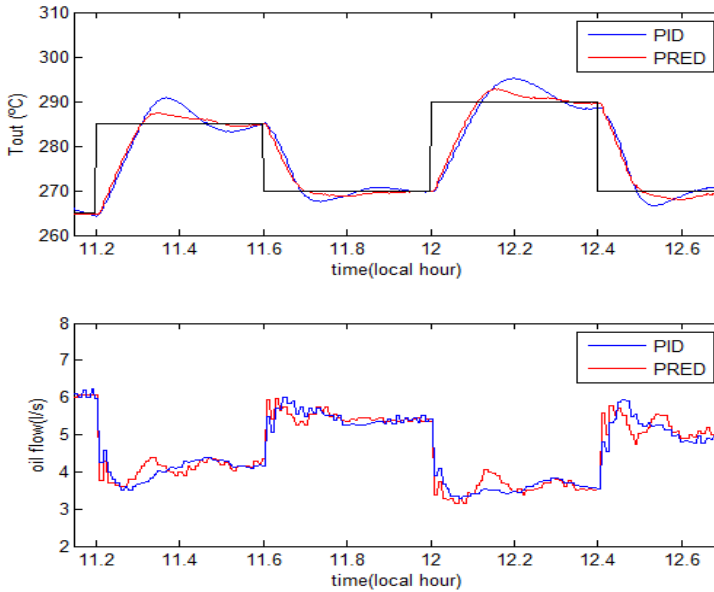 310
300
290
280
270
260
Tout (ºC)
PID
PRED
11.2 11.4 11.6 11.8 12 12.2 12.4 12.6
time(local hour)
8
7
6
5
4
3
2
oil flow(l/s)
PID
PRED
11.2 11.4 11.6 11.8 12 12.2 12.4 12.6
time(local hour)